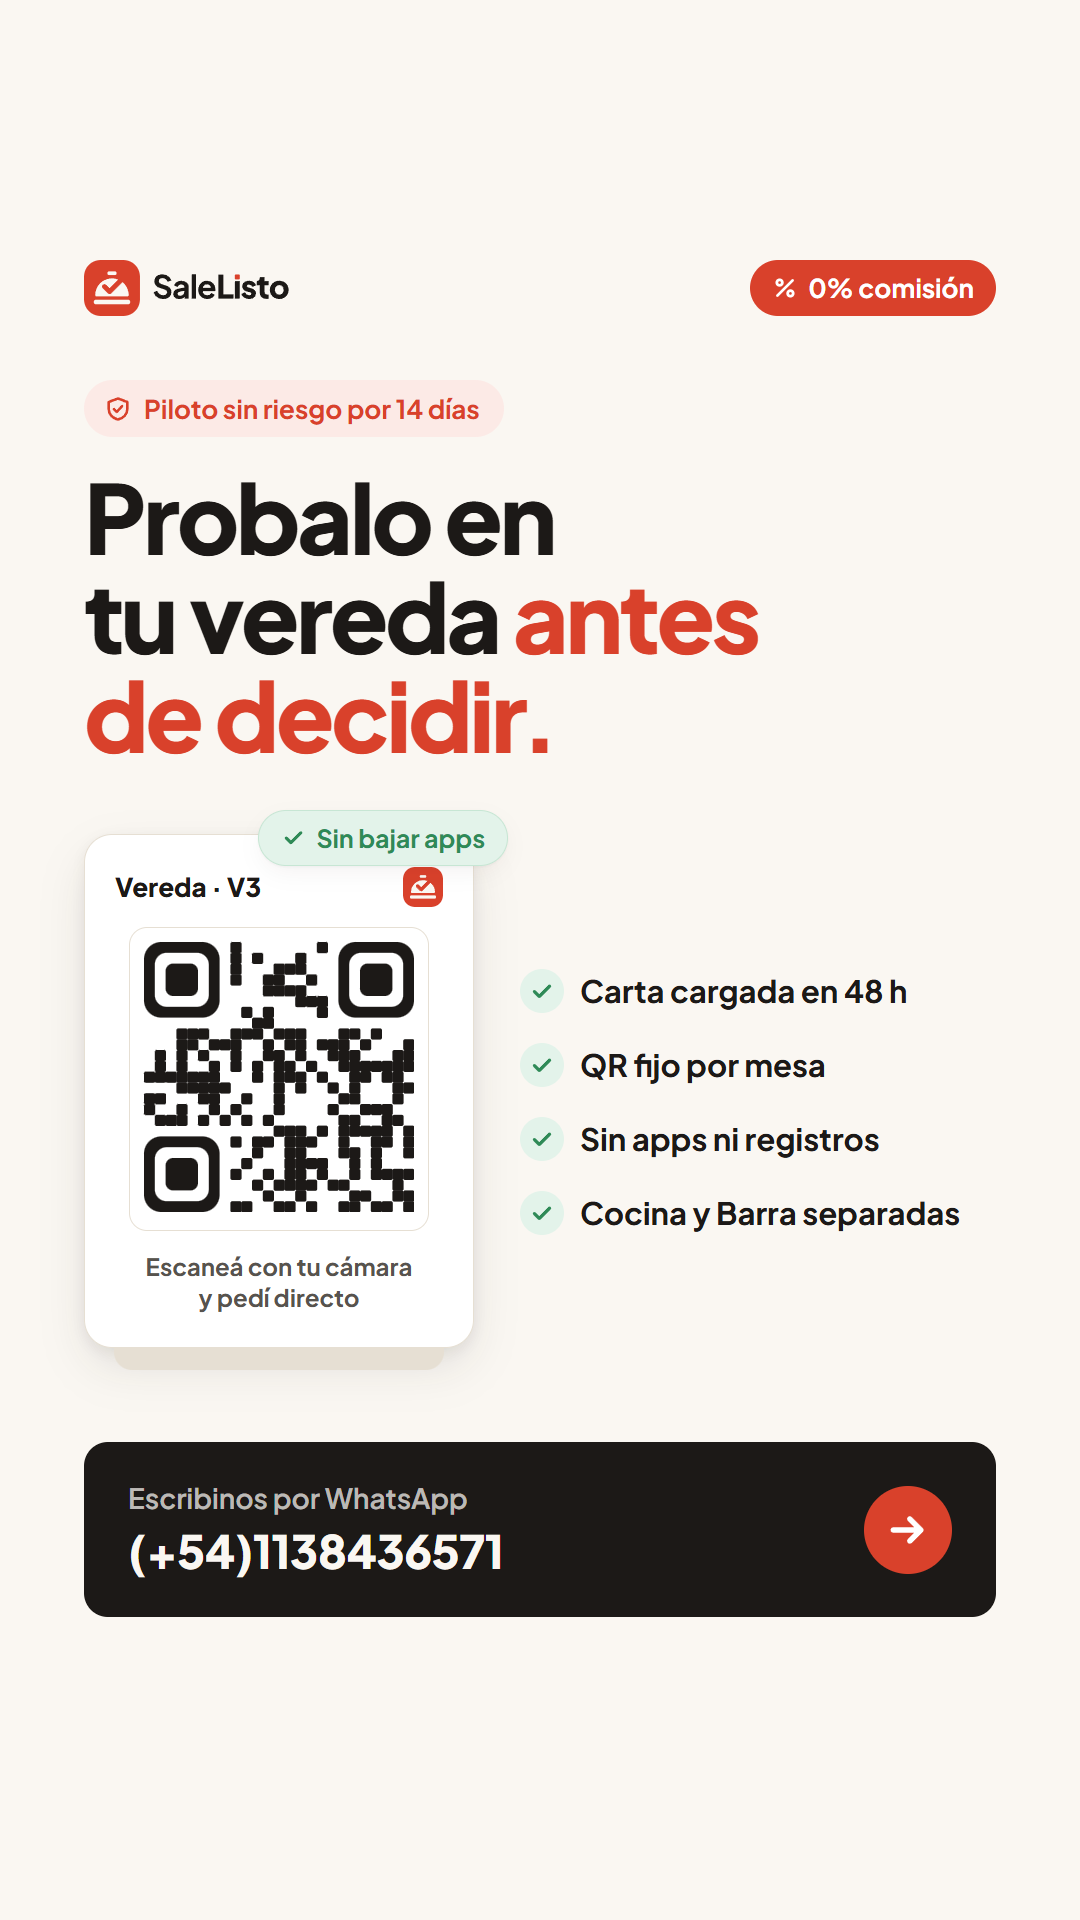 SaleListo
% 0% comisión
Piloto sin riesgo por 14 días
Probalo en
tu vereda antes
de decidir.
Sin bajar apps
Vereda · V3
Escaneá con tu cámara
y pedí directo
Carta cargada en 48 h
QR fijo por mesa
Sin apps ni registros
Cocina y Barra separadas
Escribinos por WhatsApp
(+54)1138436571